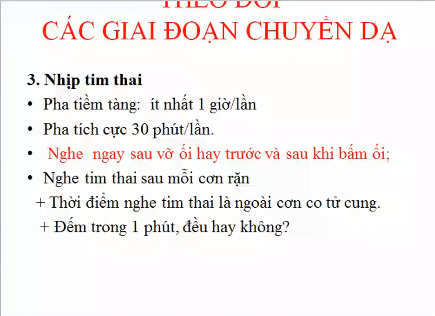 THEO DÕI
CÁC GIAI ĐOẠN CHUYỂN DẠ
3. Nhịp tim thai
• Pha tiềm tàng: ít nhất 1 giờ/lần
• Pha tích cực 30 phút/lần.
• Nghe ngay sau vỡ ối hay trước và sau khi bấm ối;
• Nghe tim thai sau mỗi cơn rặn
+ Thời điểm nghe tim thai là ngoài cơn co tử cung.
+ Đếm trong 1 phút, đều hay không?